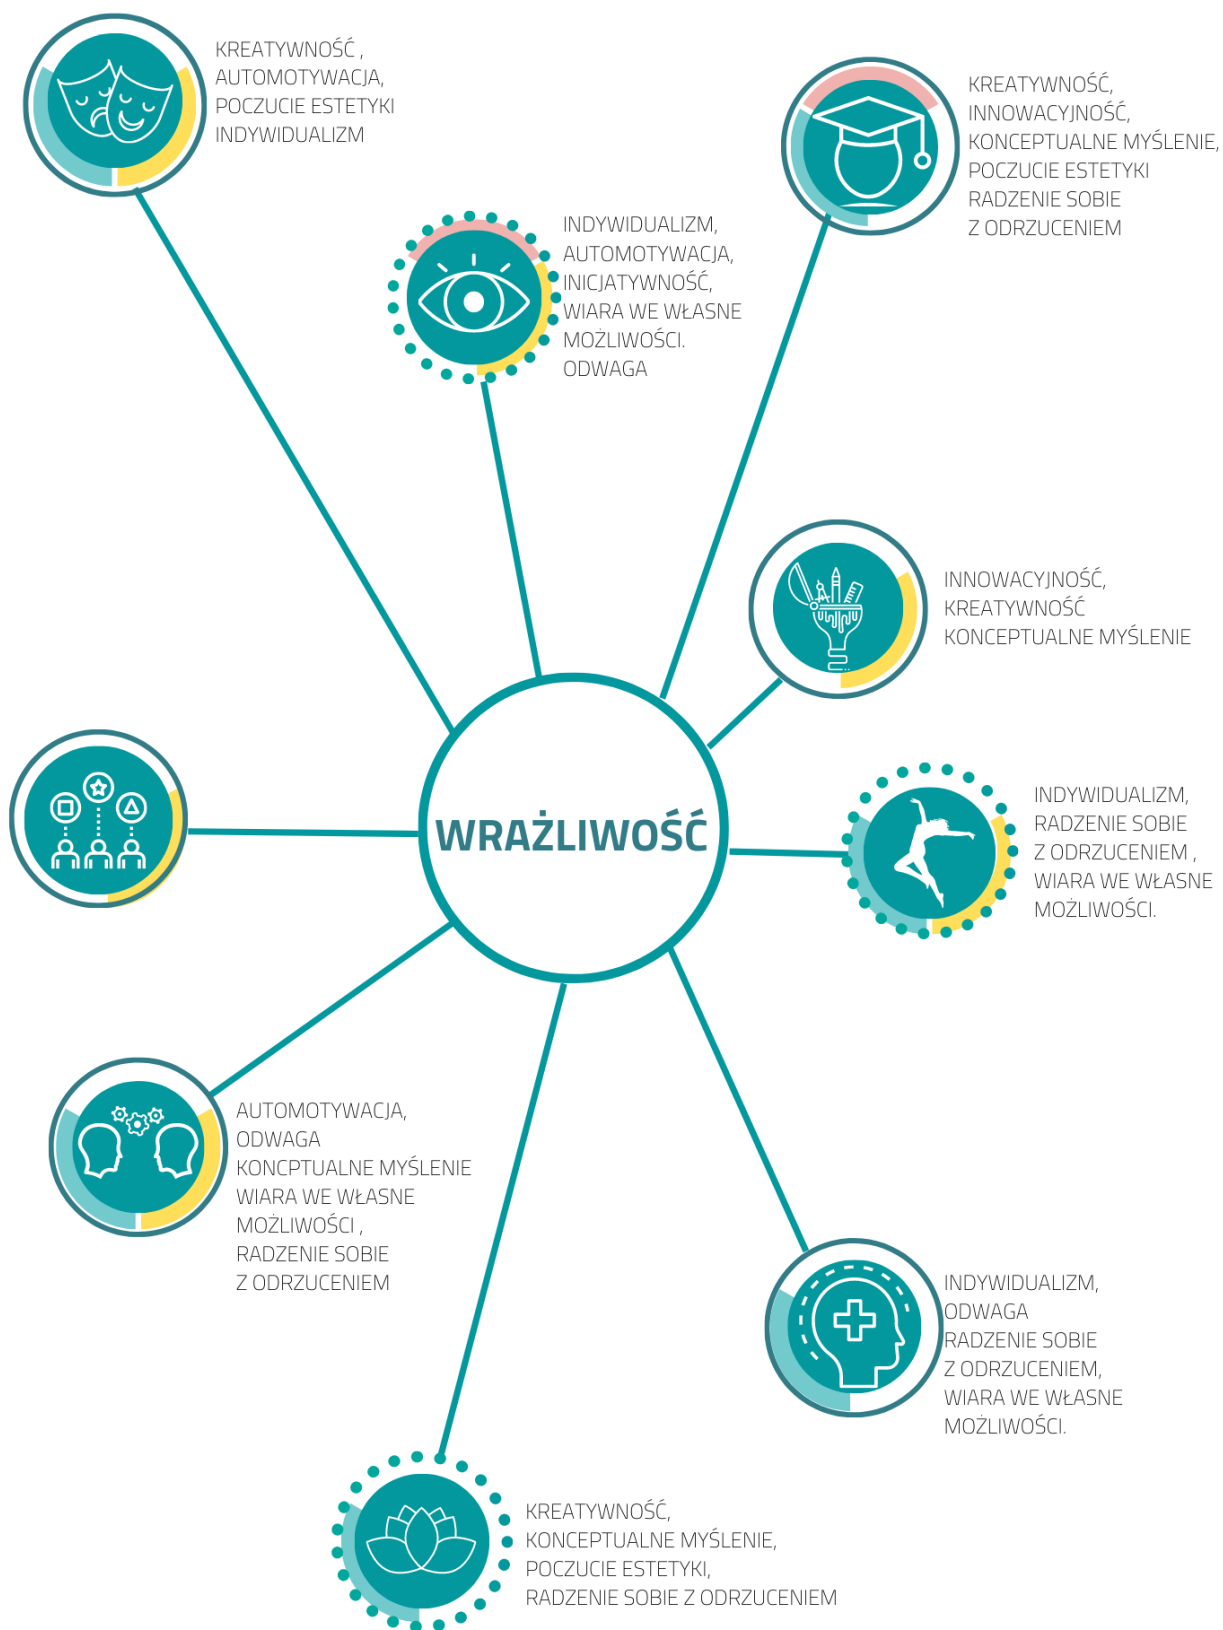 KREATYWNOŚĆ ,
AUTOMOTYWACJA,
POCZUCIE ESTETYKI
INDYWIDUALIZM
KREATYWNOŚĆ,
INNOWACYJNOŚĆ,
KONCEPTUALNE MYŚLENIE,
POCZUCIE ESTETYKI
RADZENIE SOBIE
Z ODRZUCENIEM
INDYWIDUALIZM,
AUTOMOTYWACJA,
INICJATYWNOŚĆ,
WIARA WE WŁASNE
MOŻLIWOŚCI.
ODWAGA
INNOWACYJNOŚĆ,
KREATYWNOŚĆ
KONCEPTUALNE MYŚLENIE
WRAŻLIWOŚĆ
INDYWIDUALIZM,
RADZENIE SOBIE
Z ODRZUCENIEM ,
WIARA WE WŁASNE
MOŻLIWOŚCI.
AUTOMOTYWACJA,
ODWAGA
KONCPTUALNE MYŚLENIE
WIARA WE WŁASNE
MOŻLIWOŚCI ,
RADZENIE SOBIE
Z ODRZUCENIEM
INDYWIDUALIZM,
ODWAGA
RADZENIE SOBIE
Z ODRZUCENIEM,
WIARA WE WŁASNE
MOŻLIWOŚCI.
KREATYWNOŚĆ,
KONCEPTUALNE MYŚLENIE,
POCZUCIE ESTETYKI,
RADZENIE SOBIE Z ODRZUCENIEM